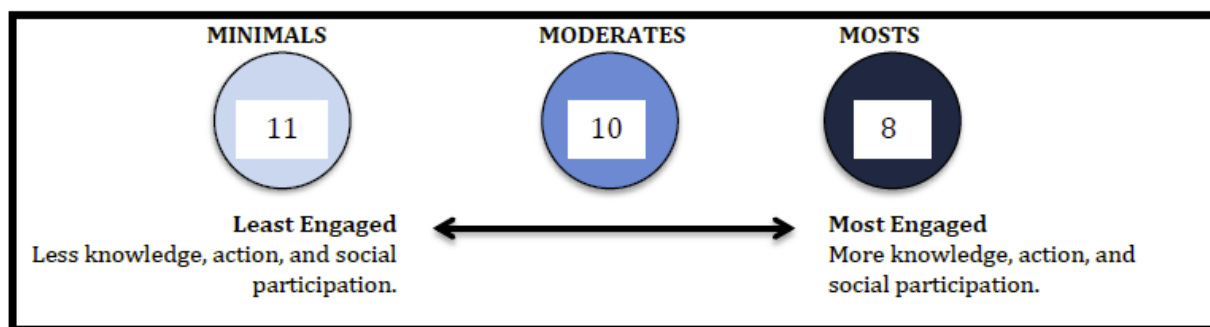 MINIMALS
MODERATES
MOSTS
11
10
8
Least Engaged
Less knowledge, action, and social
participation.
Most Engaged
More knowledge, action, and
social participation.